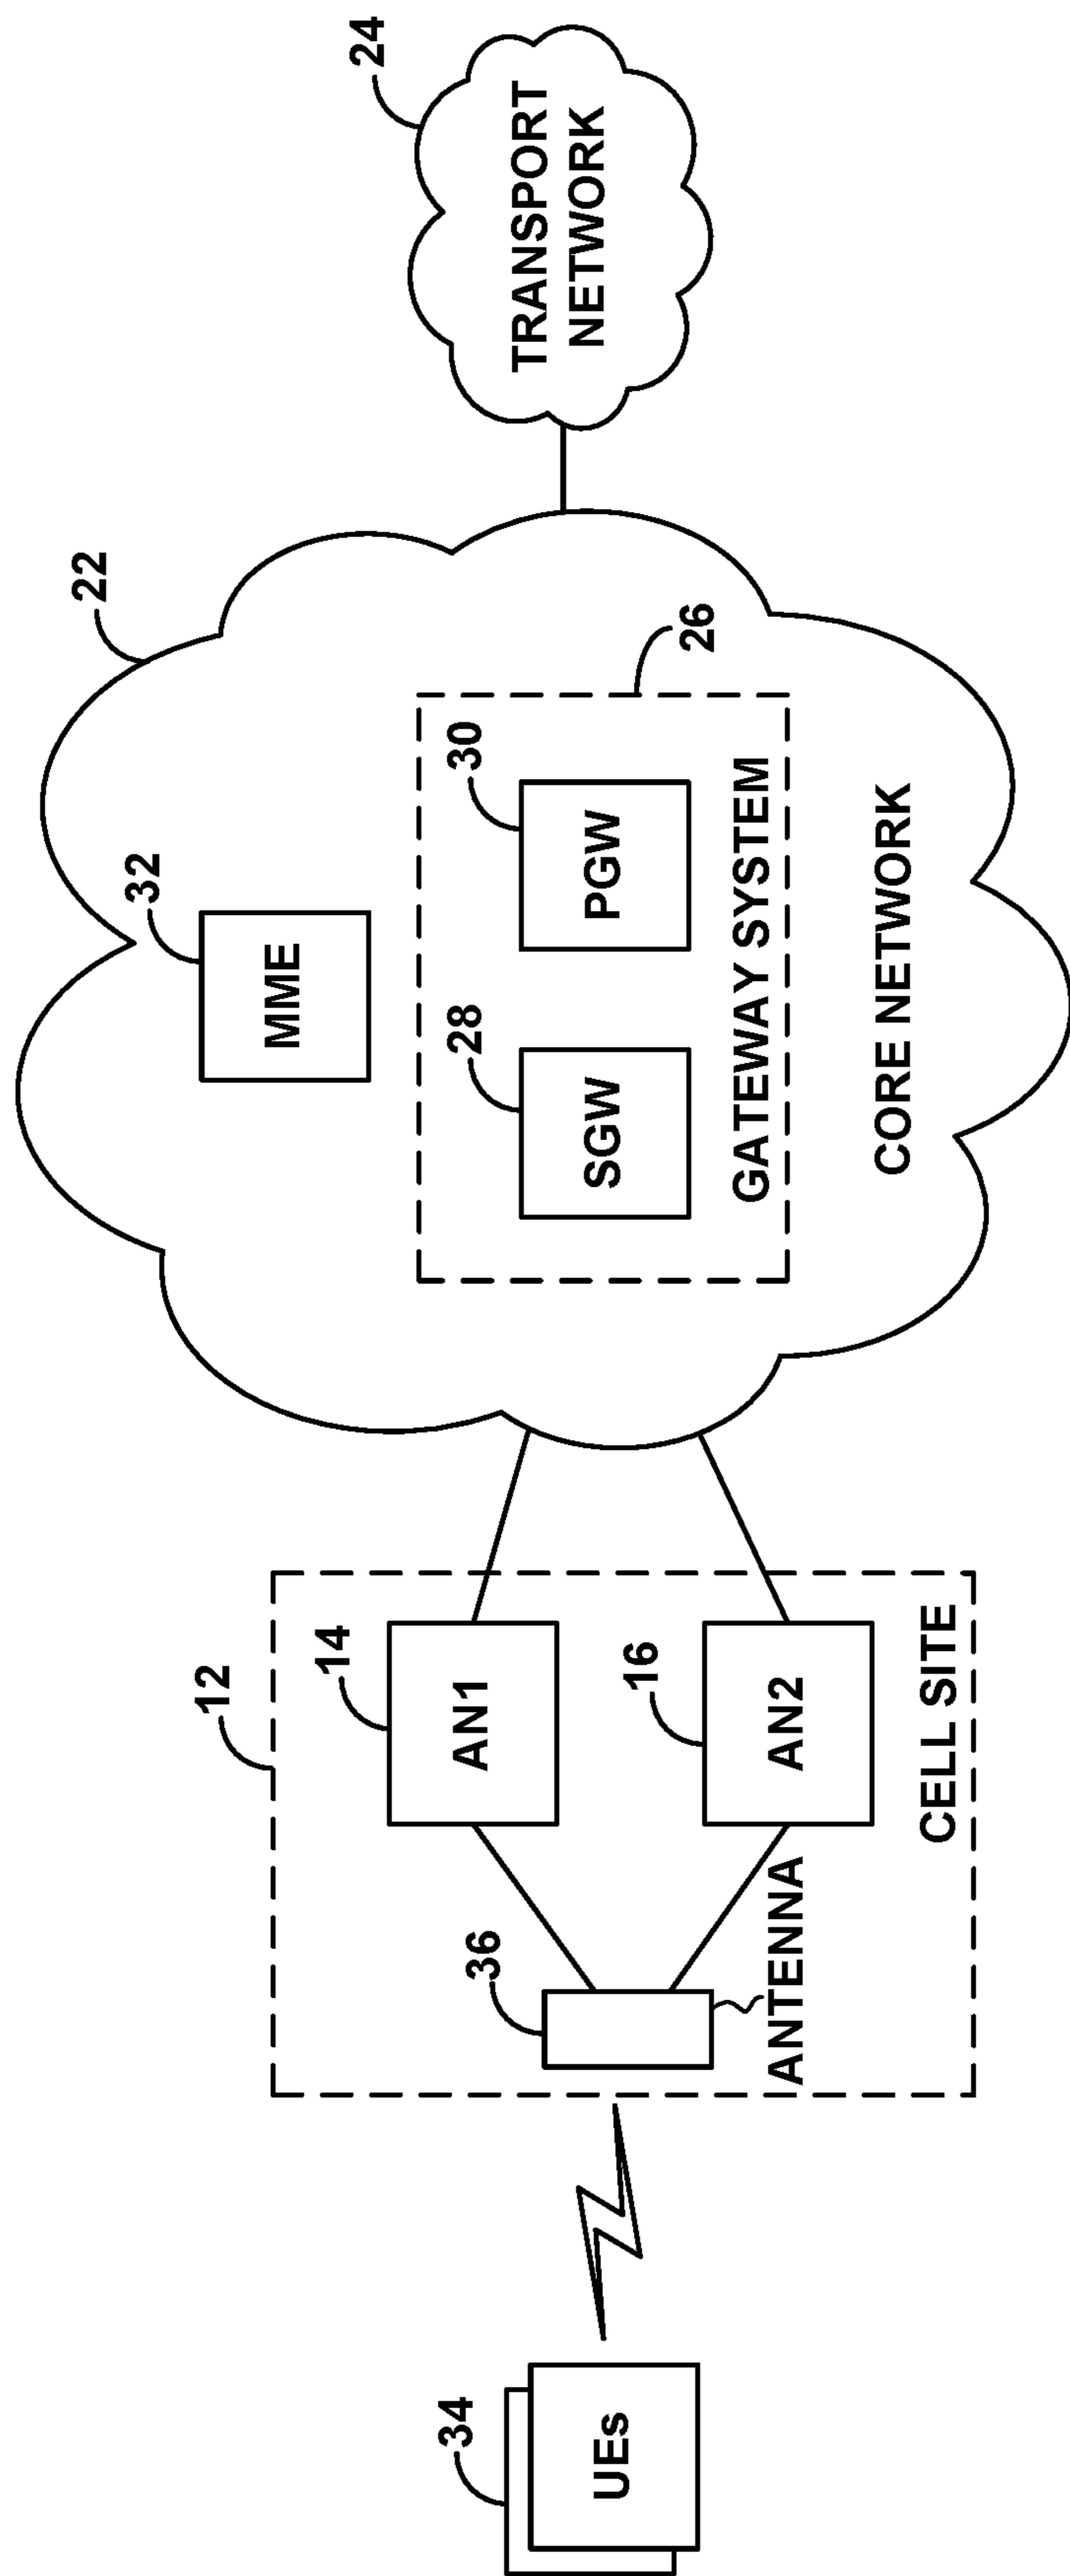 34
UEs
12
36
ANTENNA
14
AN1
16
AN2
CELL SITE
22
32
MME
28
SGW
30
PGW
26
GATEWAY SYSTEM
CORE NETWORK
24
TRANSPORT
NETWORK